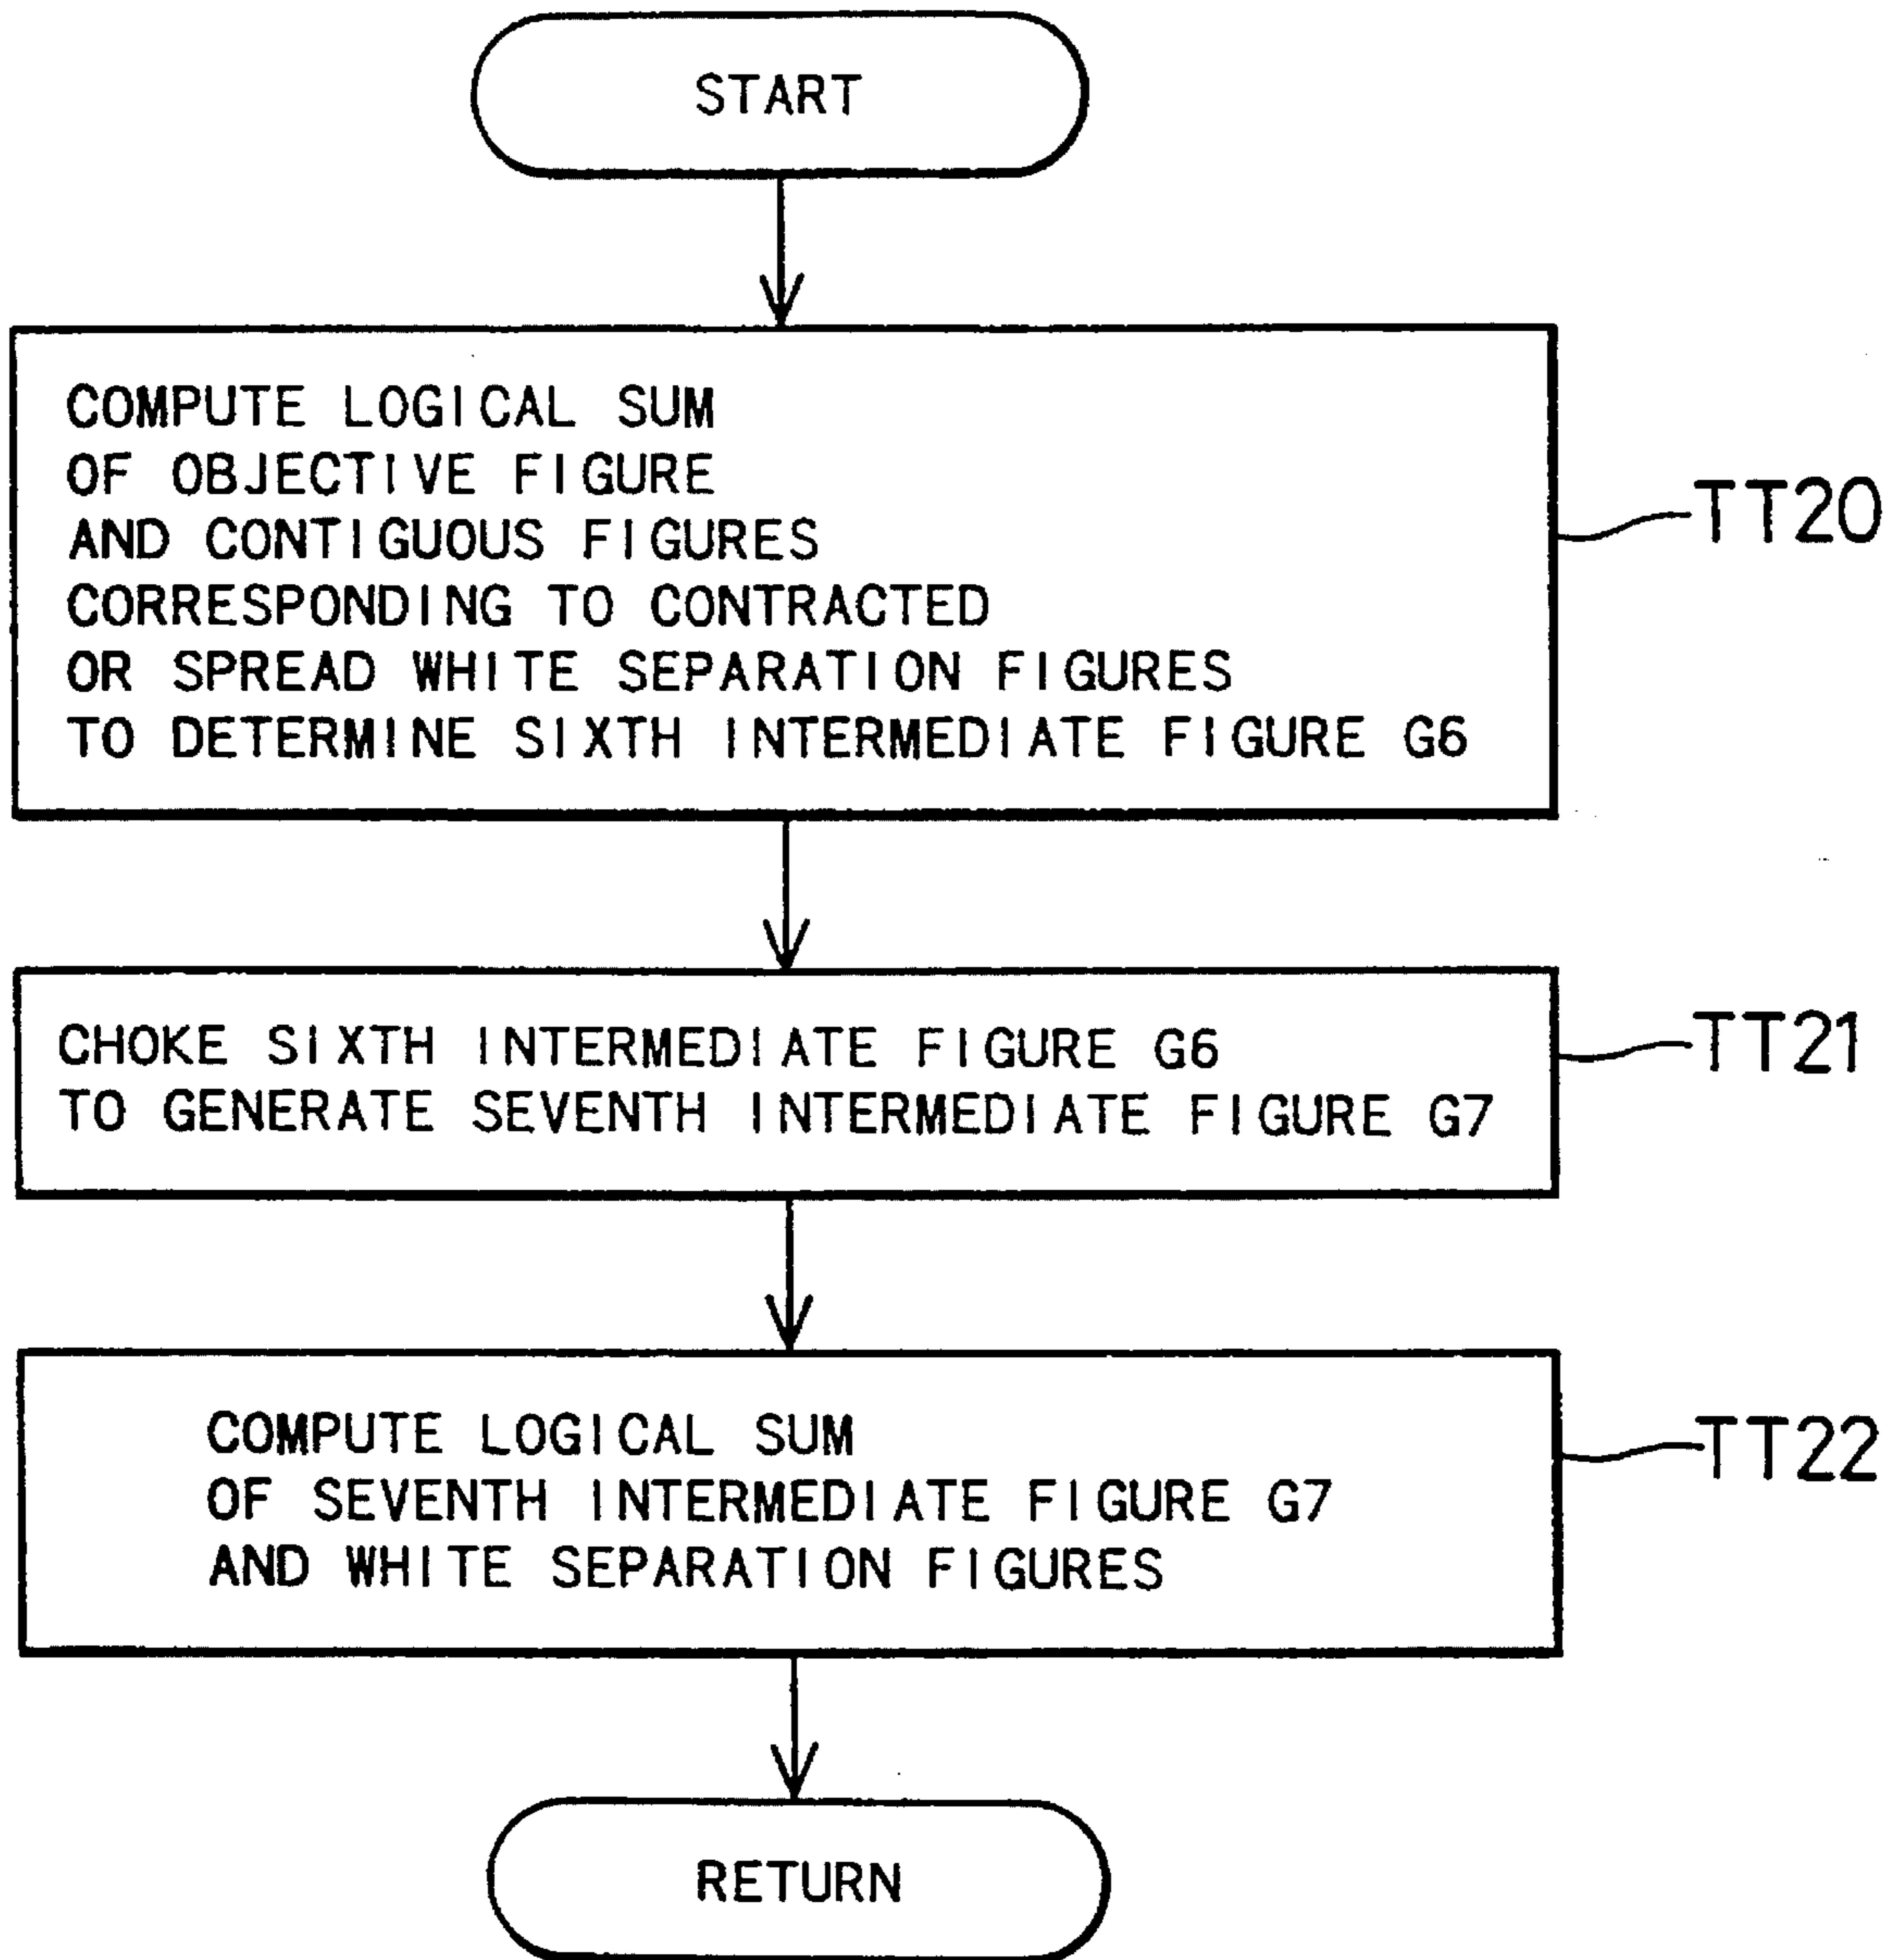 START
COMPUTE LOGICAL SUM
OF OBJECTIVE FIGURE
AND CONTIGUOUS FIGURES
CORRESPONDING TO CONTRACTED
OR SPREAD WHITE SEPARATION FIGURES
TO DETERMINE SIXTH INTERMEDIATE FIGURE G6
TT20
CHOKE SIXTH INTERMEDIATE FIGURE G6
TO GENERATE SEVENTH INTERMEDIATE FIGURE G7
TT21
COMPUTE LOGICAL SUM
OF SEVENTH INTERMEDIATE FIGURE G7
AND WHITE SEPARATION FIGURES
TT22
RETURN